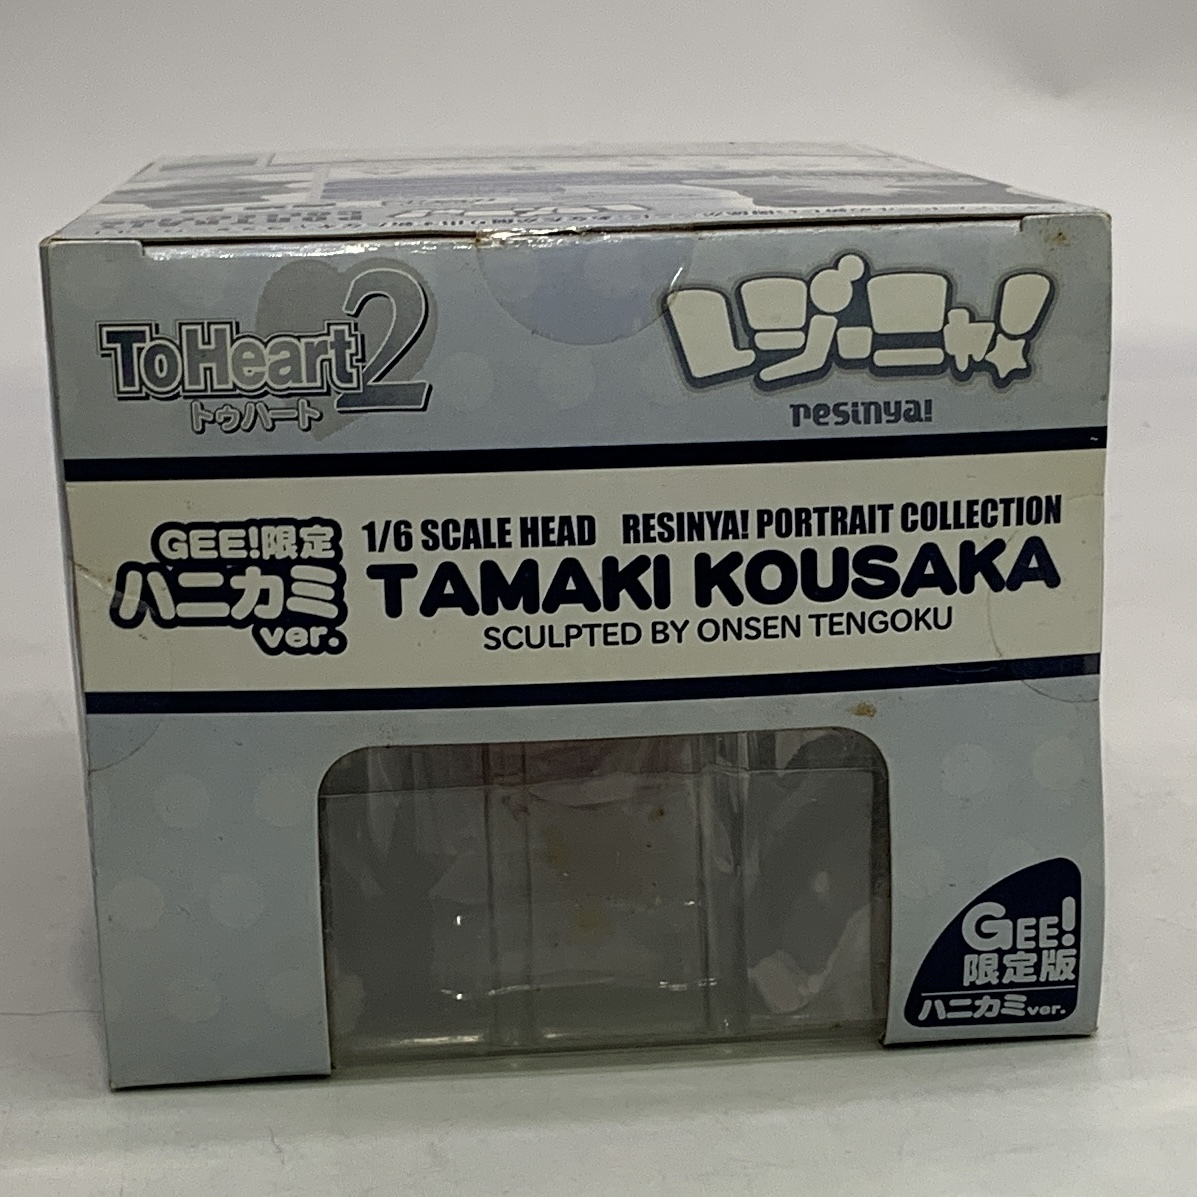 ToHeart2
トゥハート
レジーニャ!
resinya!
GEE!限定
ハニカミ
ver.
1/6 SCALE HEAD RESINYA! PORTRAIT COLLECTION
TAMAKI KOUSAKA
SCULPTED BY ONSEN TENGOKU
GEE!
限定版
ハニカミver.